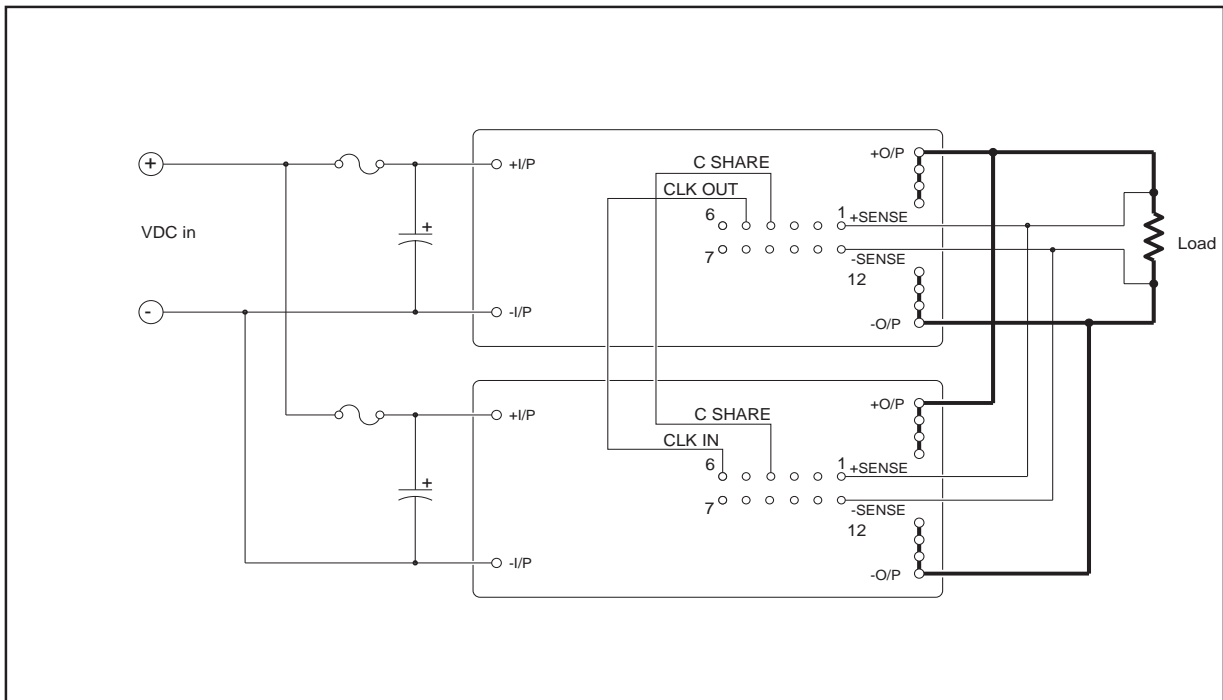 +
VDC in
-
+I/P
+
-I/P
C SHARE
CLK OUT
6
1
+SENSE
7
-SENSE
12
+O/P
-O/P
Load
+I/P
+
-I/P
C SHARE
CLK IN
6
1
+SENSE
7
-SENSE
12
+O/P
-O/P